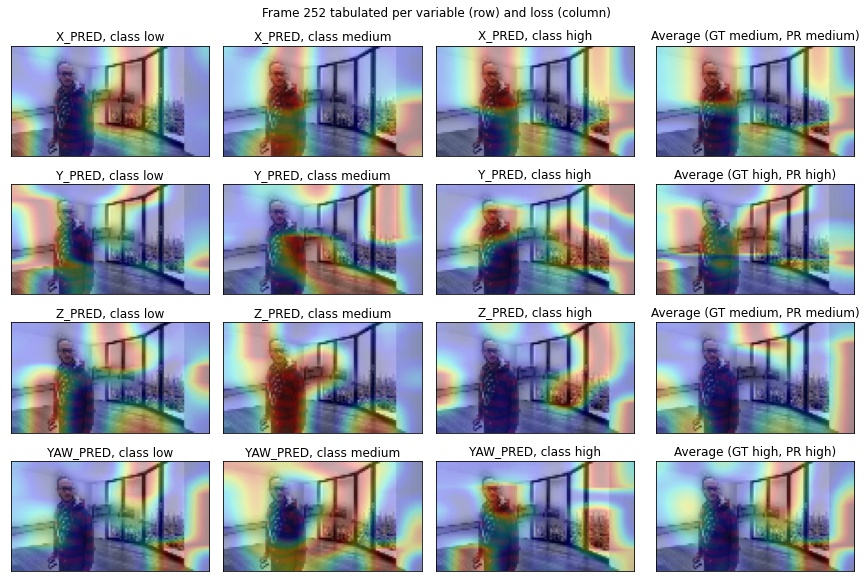 Frame 252 tabulated per variable (row) and loss (column)
X_PRED, class low
X_PRED, class medium
X_PRED, class high
Average (GT medium, PR medium)
Y_PRED, class low
Y_PRED, class medium
Y_PRED, class high
Average (GT high, PR high)
Z_PRED, class low
Z_PRED, class medium
Z_PRED, class high
Average (GT medium, PR medium)
YAW_PRED, class low
YAW_PRED, class medium
YAW_PRED, class high
Average (GT high, PR high)